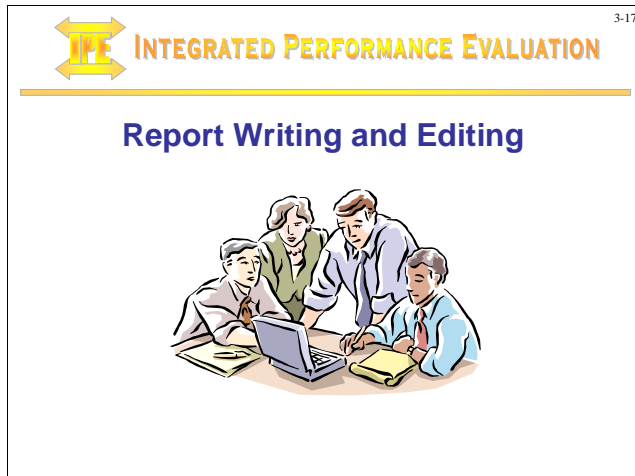 3-17
IPE INTEGRATED PERFORMANCE EVALUATION
Report Writing and Editing